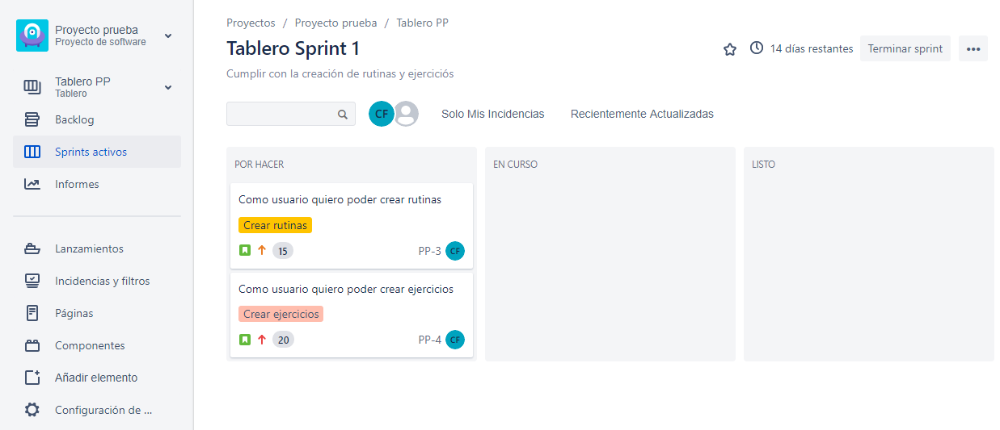 Proyecto prueba
Proyecto de software
Tablero PP
Tablero
Backlog
Sprints activos
Informes
Lanzamientos
Incidencias y filtros
Páginas
Componentes
Añadir elemento
Configuración de ...
Proyectos / Proyecto prueba / Tablero PP
Tablero Sprint 1
14 días restantes
Terminar sprint
Cumplir con la creación de rutinas y ejerciciós
CF
Solo Mis Incidencias
Recientemente Actualizadas
POR HACER
Como usuario quiero poder crear rutinas
Crear rutinas
15 PP-3 CF
Como usuario quiero poder crear ejercicios
Crear ejercicios
20 PP-4 CF
EN CURSO
LISTO